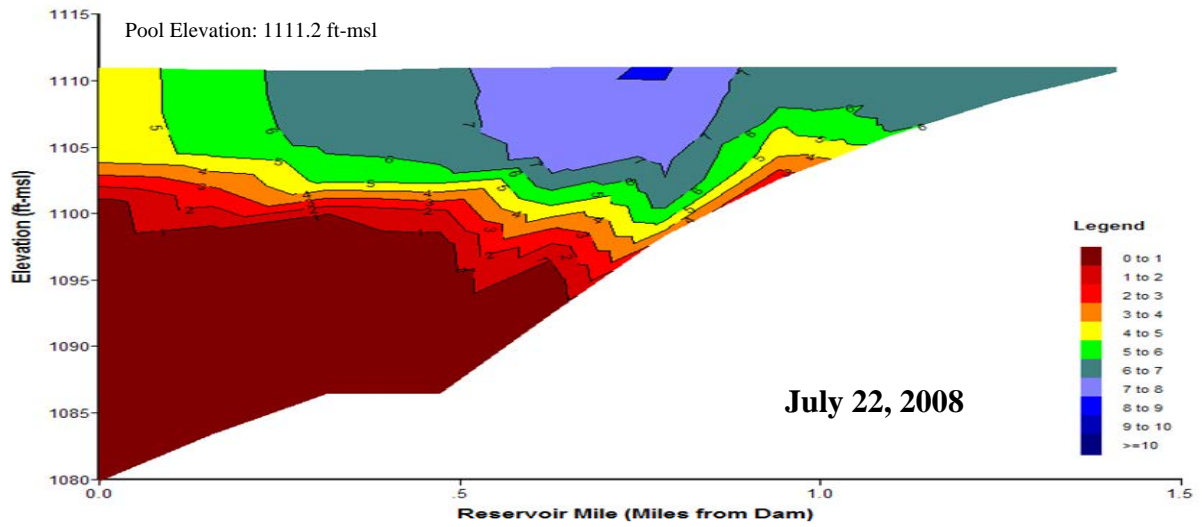 Pool Elevation: 1111.2 ft-msl
1115
1110
1105
1100
1095
1090
1085
1080
Elevation (ft-msl)
0.0
.5
1.0
1.5
Reservoir Mile (Miles from Dam)
July 22, 2008
Legend
0 to 1
1 to 2
2 to 3
3 to 4
4 to 5
5 to 6
6 to 7
7 to 8
8 to 9
9 to 10
>=10